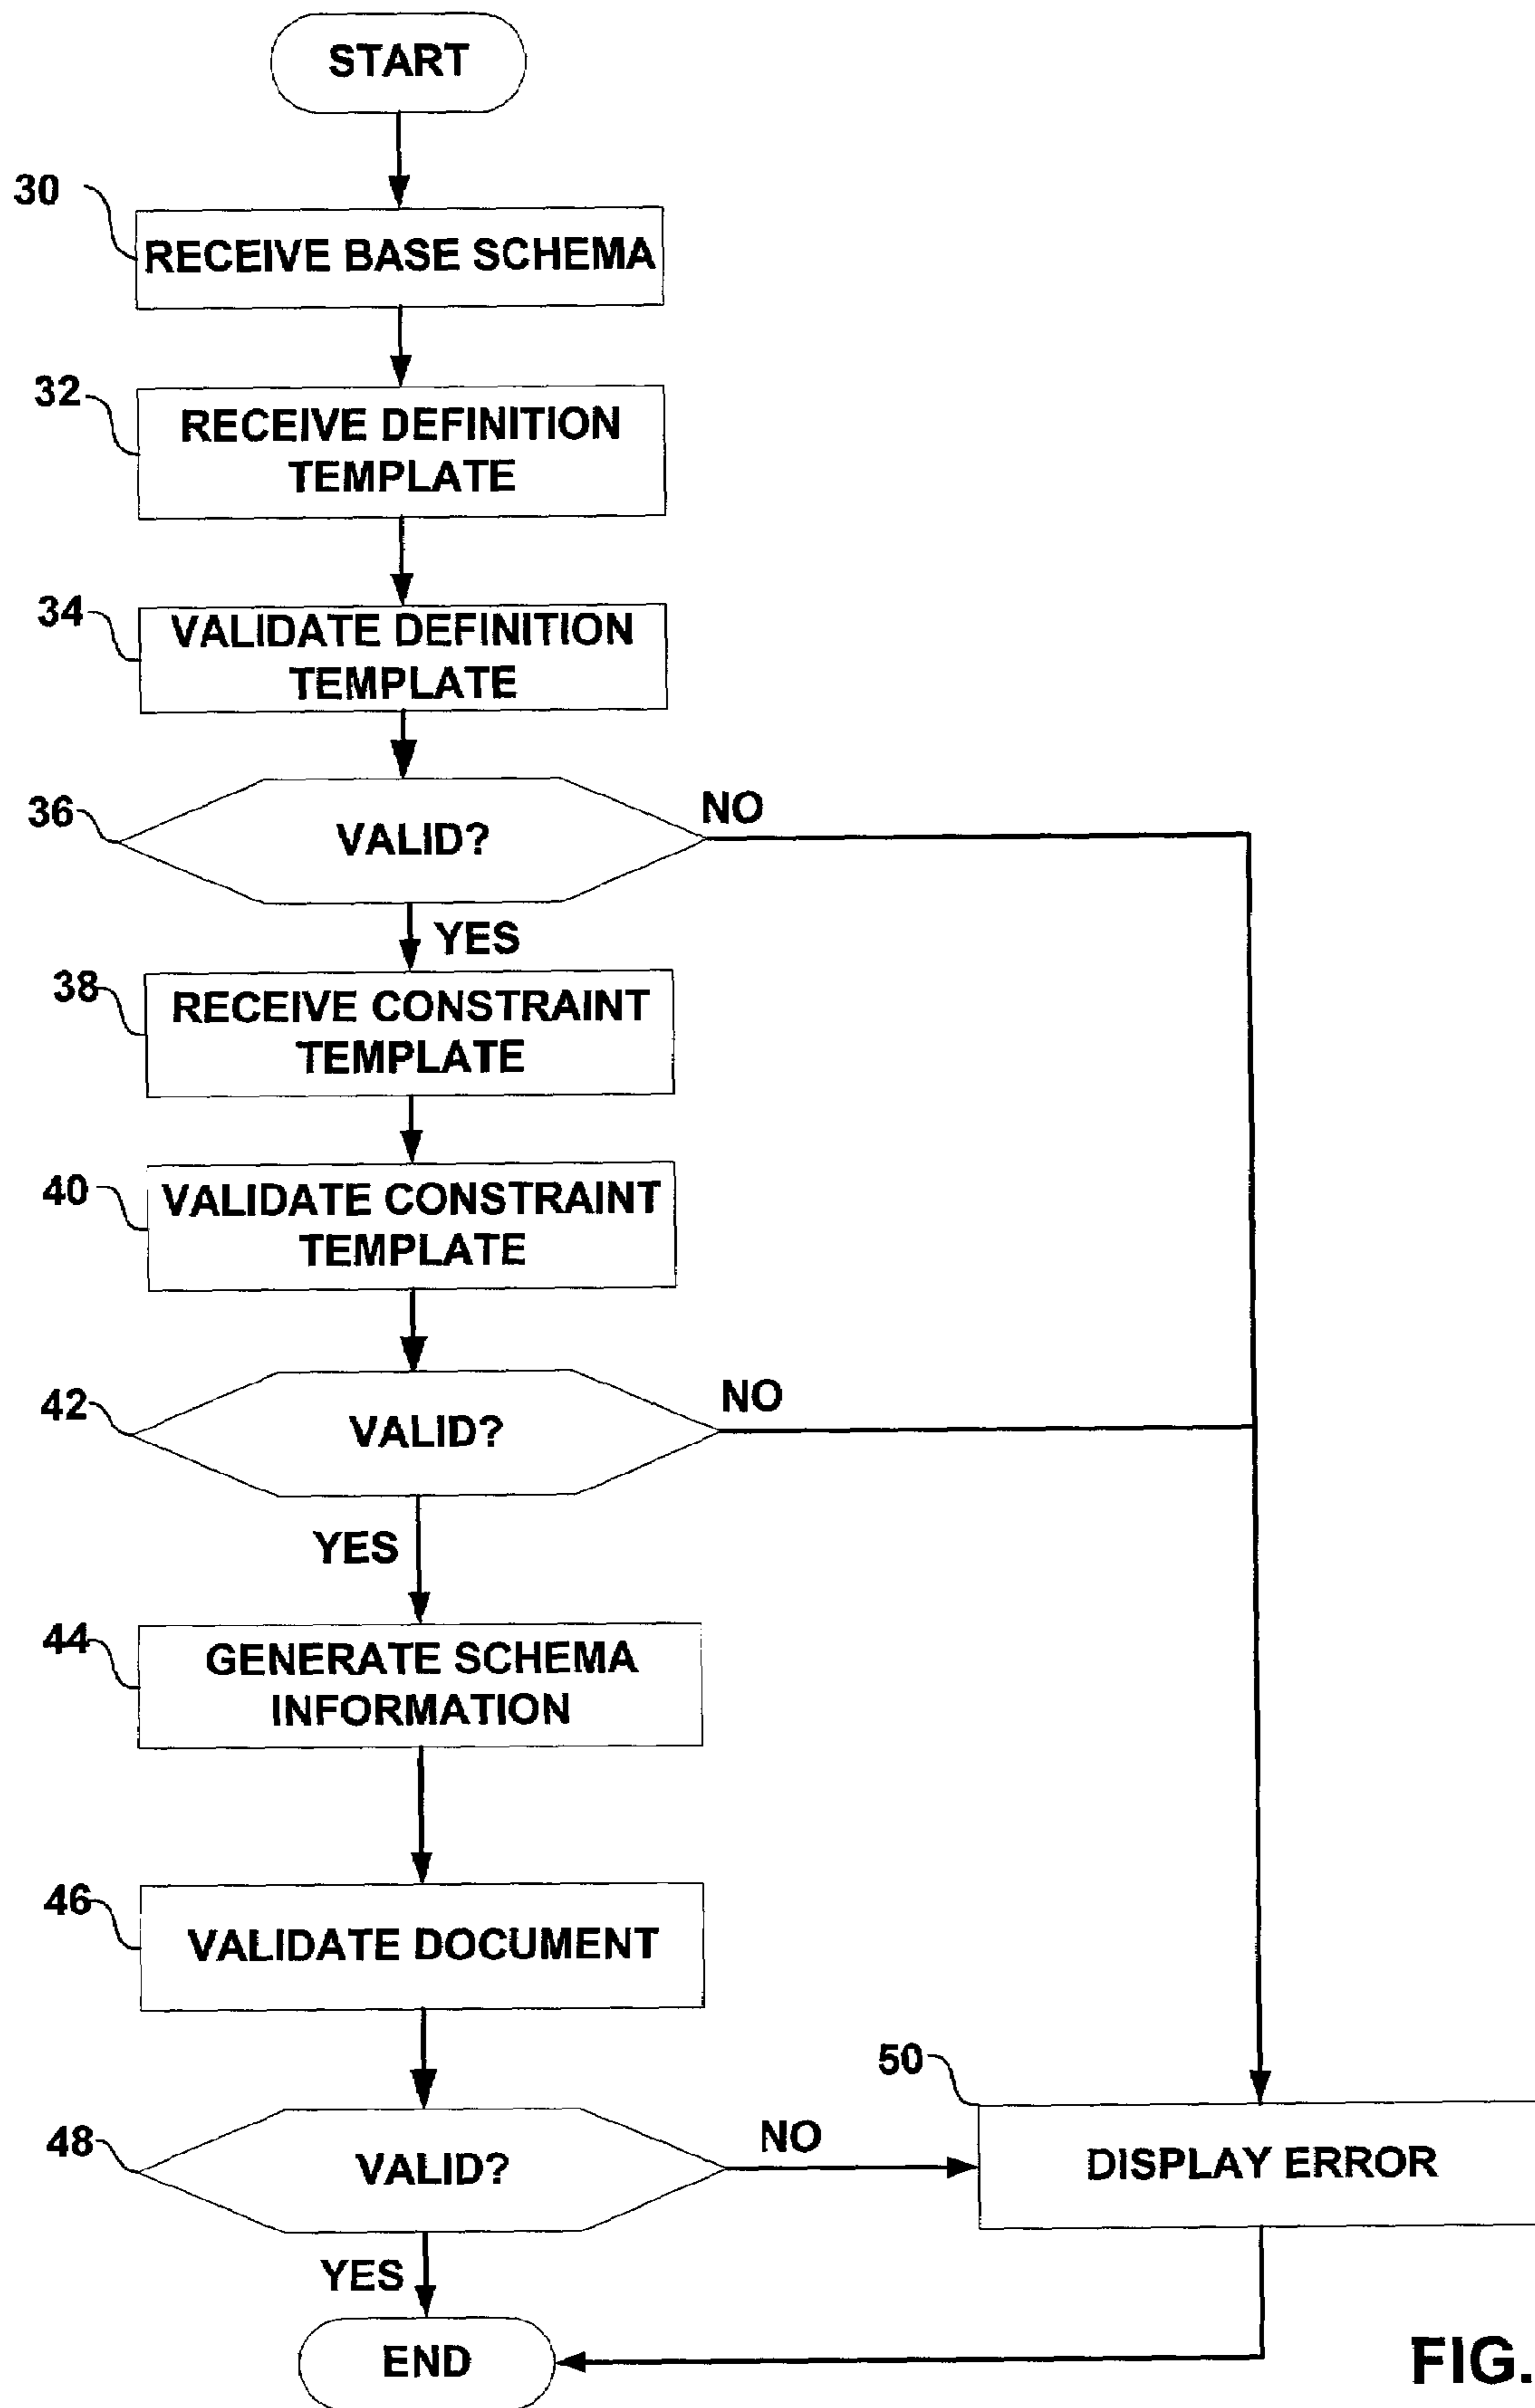 START
30
RECEIVE BASE SCHEMA
32
RECEIVE DEFINITION
TEMPLATE
34
VALIDATE DEFINITION
TEMPLATE
36
VALID?
NO
YES
38
RECEIVE CONSTRAINT
TEMPLATE
40
VALIDATE CONSTRAINT
TEMPLATE
42
VALID?
NO
YES
44
GENERATE SCHEMA
INFORMATION
46
VALIDATE DOCUMENT
48
VALID?
NO
50
DISPLAY ERROR
YES
END
FIG.